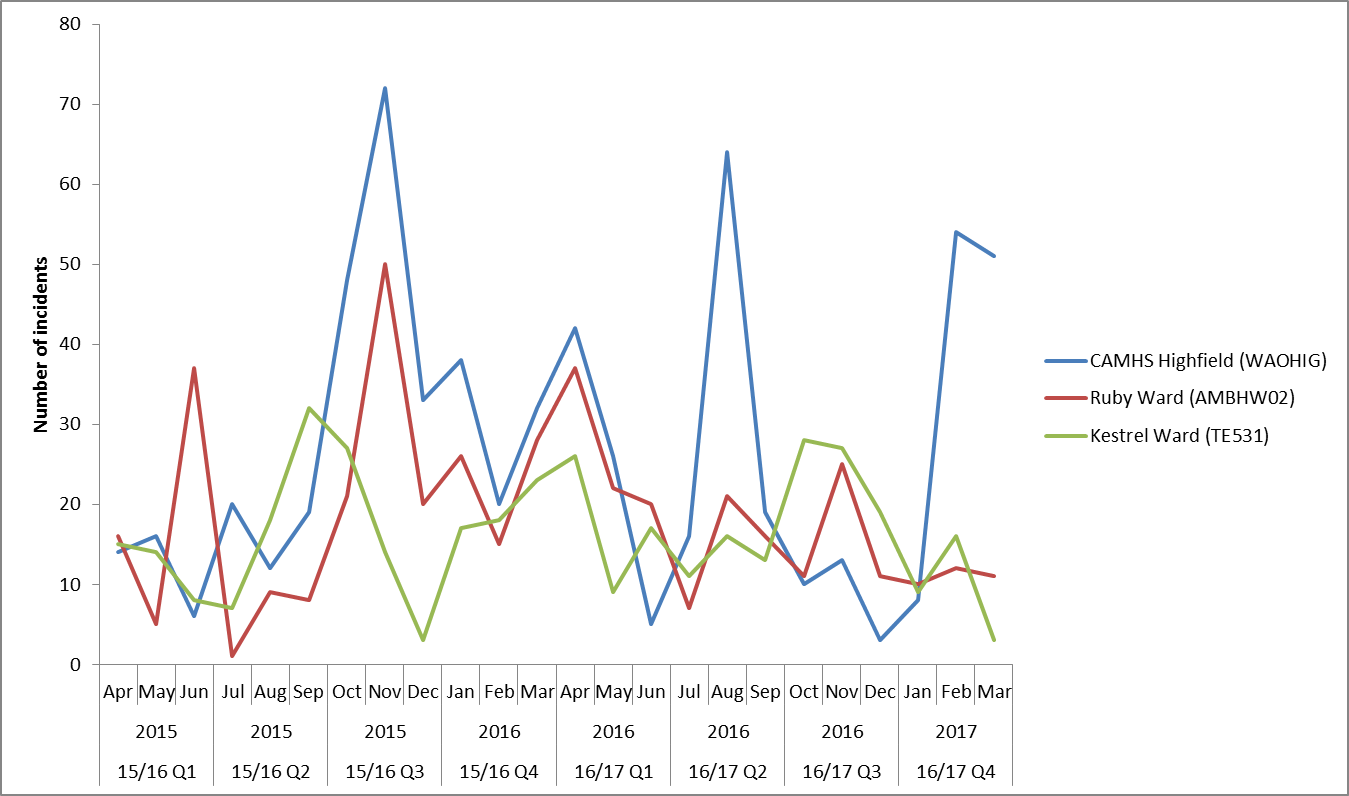 80
70
60
50
40
30
20
10
0
Number of incidents
CAMHS Highfield (WAOHIG)
Ruby Ward (AMBHW02)
Kestrel Ward (TE531)
Apr May Jun Jul Aug Sep Oct Nov Dec Jan Feb Mar Apr May Jun Jul Aug Sep Oct Nov Dec Jan Feb Mar
2015 2015 2015 2016 2016 2016 2016 2017
15/16 Q1 15/16 Q2 15/16 Q3 15/16 Q4 16/17 Q1 16/17 Q2 16/17 Q3 16/17 Q4